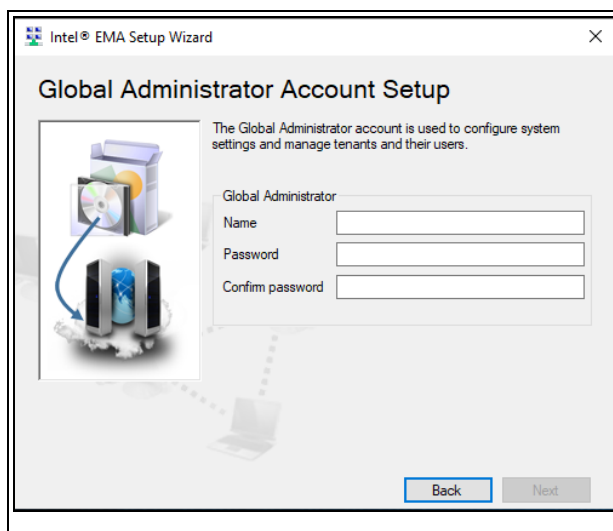 Intel® EMA Setup Wizard
Global Administrator Account Setup
The Global Administrator account is used to configure system
settings and manage tenants and their users.
Global Administrator
Name
Password
Confirm password
Back
Next